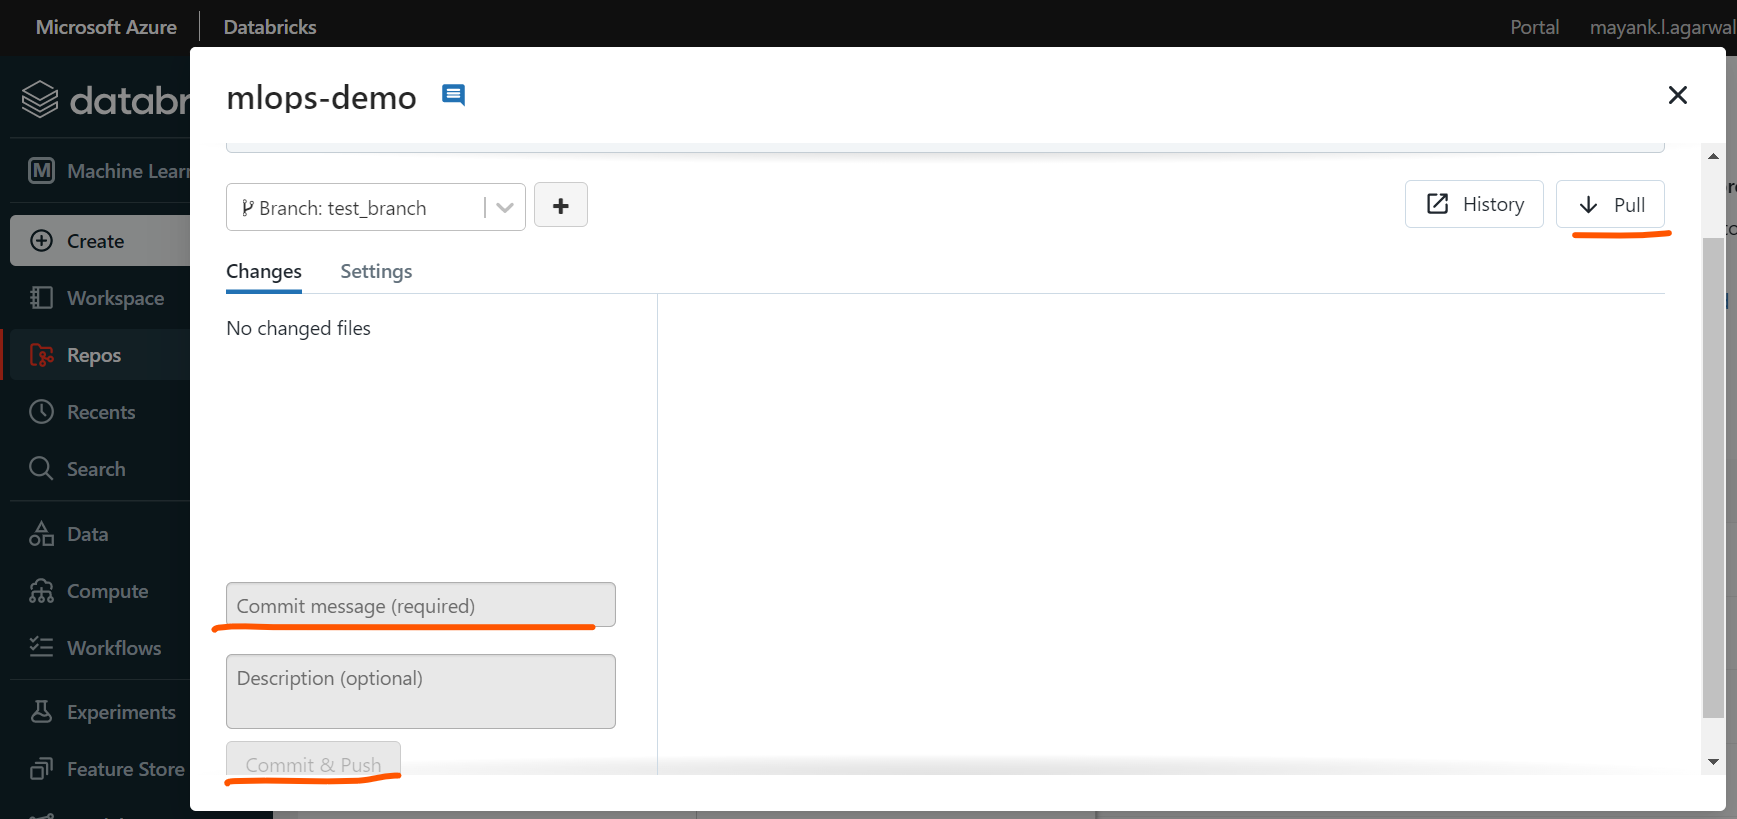 Microsoft Azure Databricks Portal mayank.l.agarwal
databr
mlops-demo
Machine Lear
Branch: test_branch
History
Pull
Create
Changes Settings
Workspace
No changed files
Repos
Recents
Search
Data
Compute
Commit message (required)
Workflows
Description (optional)
Experiments
Commit & Push
Feature Store